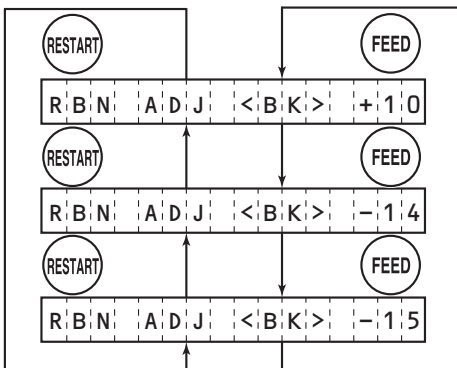 RESTART FEED
RBN ADJ <BK> +10
RESTART FEED
RBN ADJ <BK> -14
RESTART FEED
RBN ADJ <BK> -15